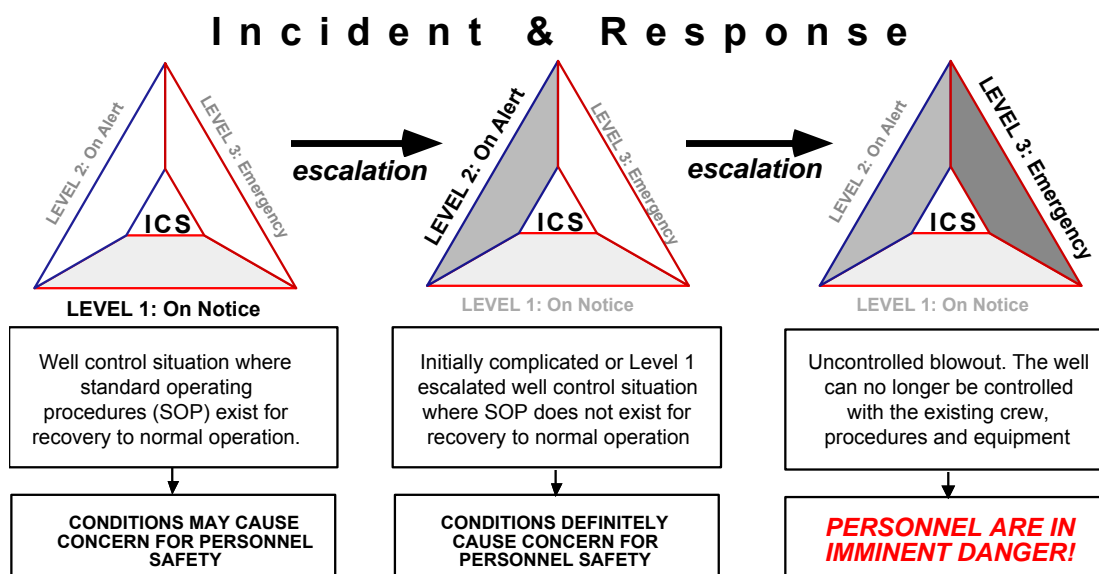 Incident & Response
LEVEL 2: On Alert
LEVEL 3: Emergency
ICS
LEVEL 1: On Notice
escalation
LEVEL 2: On Alert
LEVEL 3: Emergency
ICS
LEVEL 1: On Notice
escalation
LEVEL 2: On Alert
LEVEL 3: Emergency
ICS
LEVEL 1: On Notice
Well control situation where
standard operating
procedures (SOP) exist for
recovery to normal operation.
Initially complicated or Level 1
escalated well control situation
where SOP does not exist for
recovery to normal operation
Uncontrolled blowout. The well
can no longer be controlled
with the existing crew,
procedures and equipment
CONDITIONS MAY CAUSE
CONCERN FOR PERSONNEL
SAFETY
CONDITIONS DEFINITELY
CAUSE CONCERN FOR
PERSONNEL SAFETY
PERSONNEL ARE IN
IMMINENT DANGER!